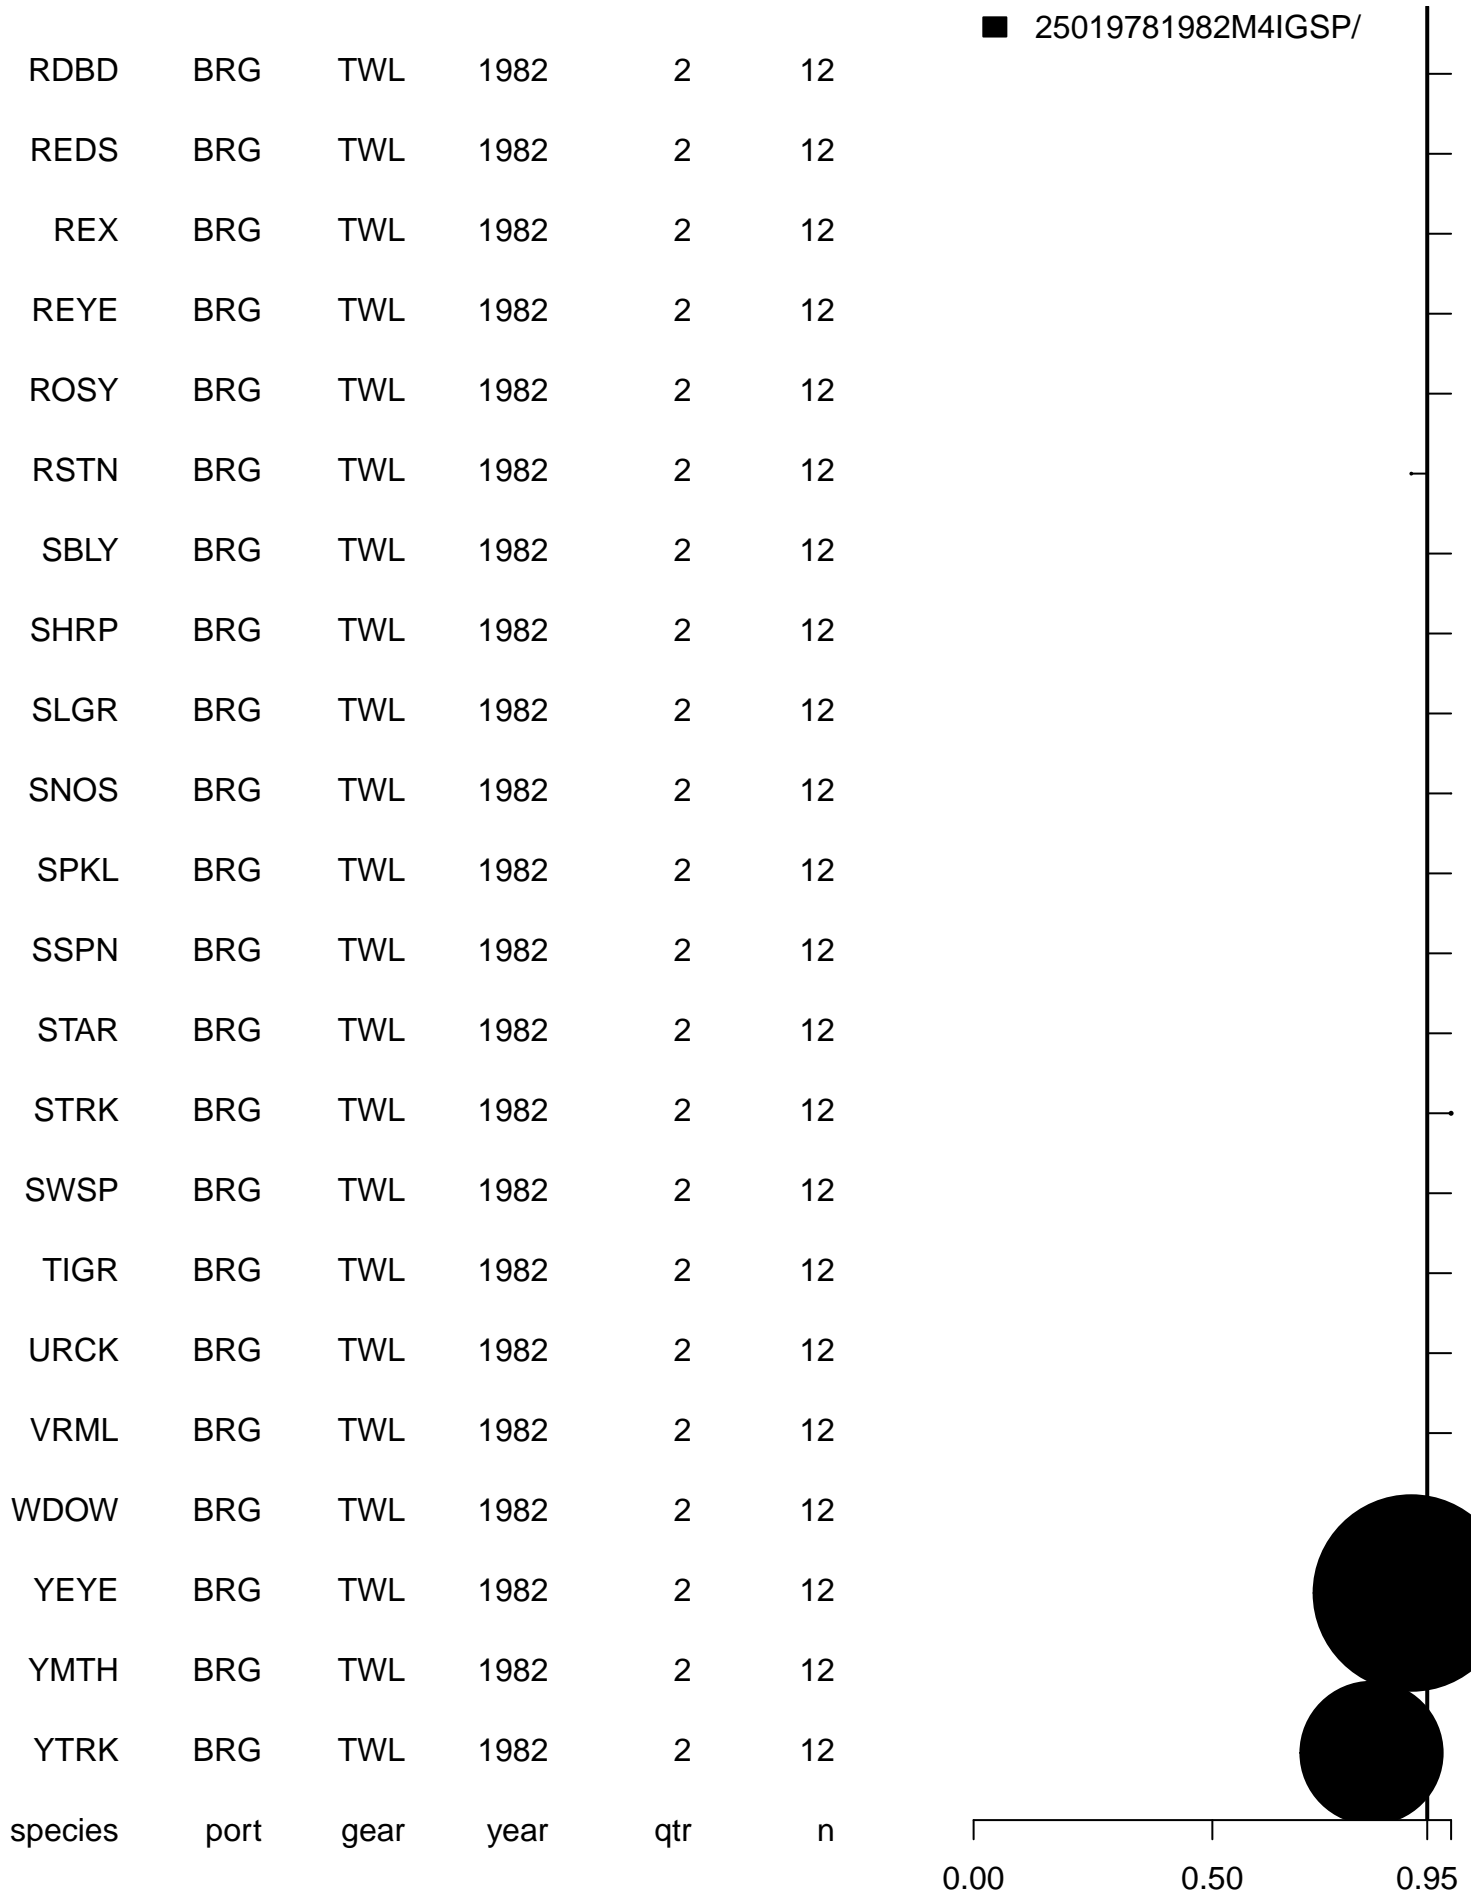 25019781982M4IGSP/
RDBD BRG TWL 1982 2 12
REDS BRG TWL 1982 2 12
REX BRG TWL 1982 2 12
REYE BRG TWL 1982 2 12
ROSY BRG TWL 1982 2 12
RSTN BRG TWL 1982 2 12
SBLY BRG TWL 1982 2 12
SHRP BRG TWL 1982 2 12
SLGR BRG TWL 1982 2 12
SNOS BRG TWL 1982 2 12
SPKL BRG TWL 1982 2 12
SSPN BRG TWL 1982 2 12
STAR BRG TWL 1982 2 12
STRK BRG TWL 1982 2 12
SWSP BRG TWL 1982 2 12
TIGR BRG TWL 1982 2 12
URCK BRG TWL 1982 2 12
VRML BRG TWL 1982 2 12
WDOW BRG TWL 1982 2 12
YEYE BRG TWL 1982 2 12
YMTH BRG TWL 1982 2 12
YTRK BRG TWL 1982 2 12
species port gear year qtr n
0.00 0.50 0.95